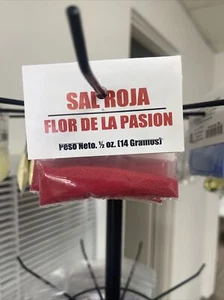 SAL ROJA
FLOR DE LA PASION
Peso Neto. ½ oz. (14 Gramos)